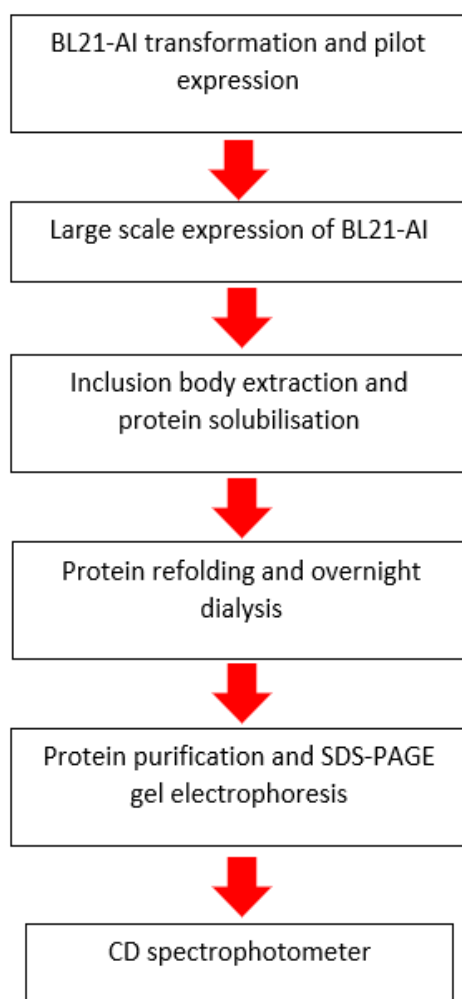 BL21-AI transformation and pilot
expression
Large scale expression of BL21-AI
Inclusion body extraction and
protein solubilisation
Protein refolding and overnight
dialysis
Protein purification and SDS-PAGE
gel electrophoresis
CD spectrophotometer